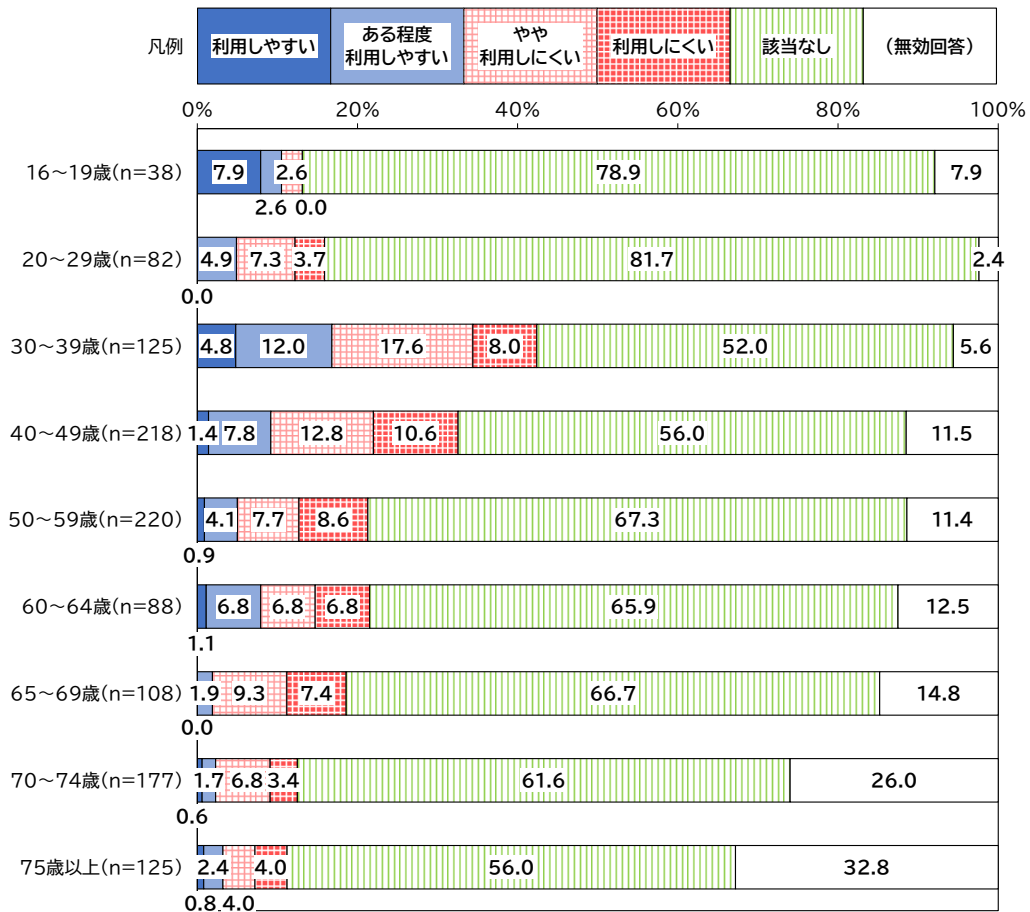 凡例
利用しやすい
ある程度
利用しやすい
やや
利用しにくい
利用しにくい
該当なし
（無効回答）
0% 20% 40% 60% 80% 100%
16～19歳(n=38) 7.9 2.6 78.9 7.9
2.6 0.0
20～29歳(n=82) 4.9 7.3 3.7 81.7 2.4
0.0
30～39歳(n=125) 4.8 12.0 17.6 8.0 52.0 5.6
40～49歳(n=218) 1.4 7.8 12.8 10.6 56.0 11.5
50～59歳(n=220) 4.1 7.7 8.6 67.3 11.4
0.9
60～64歳(n=88) 6.8 6.8 6.8 65.9 12.5
1.1
65～69歳(n=108) 1.9 9.3 7.4 66.7 14.8
0.0
70～74歳(n=177) 1.7 6.8 3.4 61.6 26.0
0.6
75歳以上(n=125) 2.4 4.0 56.0 32.8
0.8 4.0